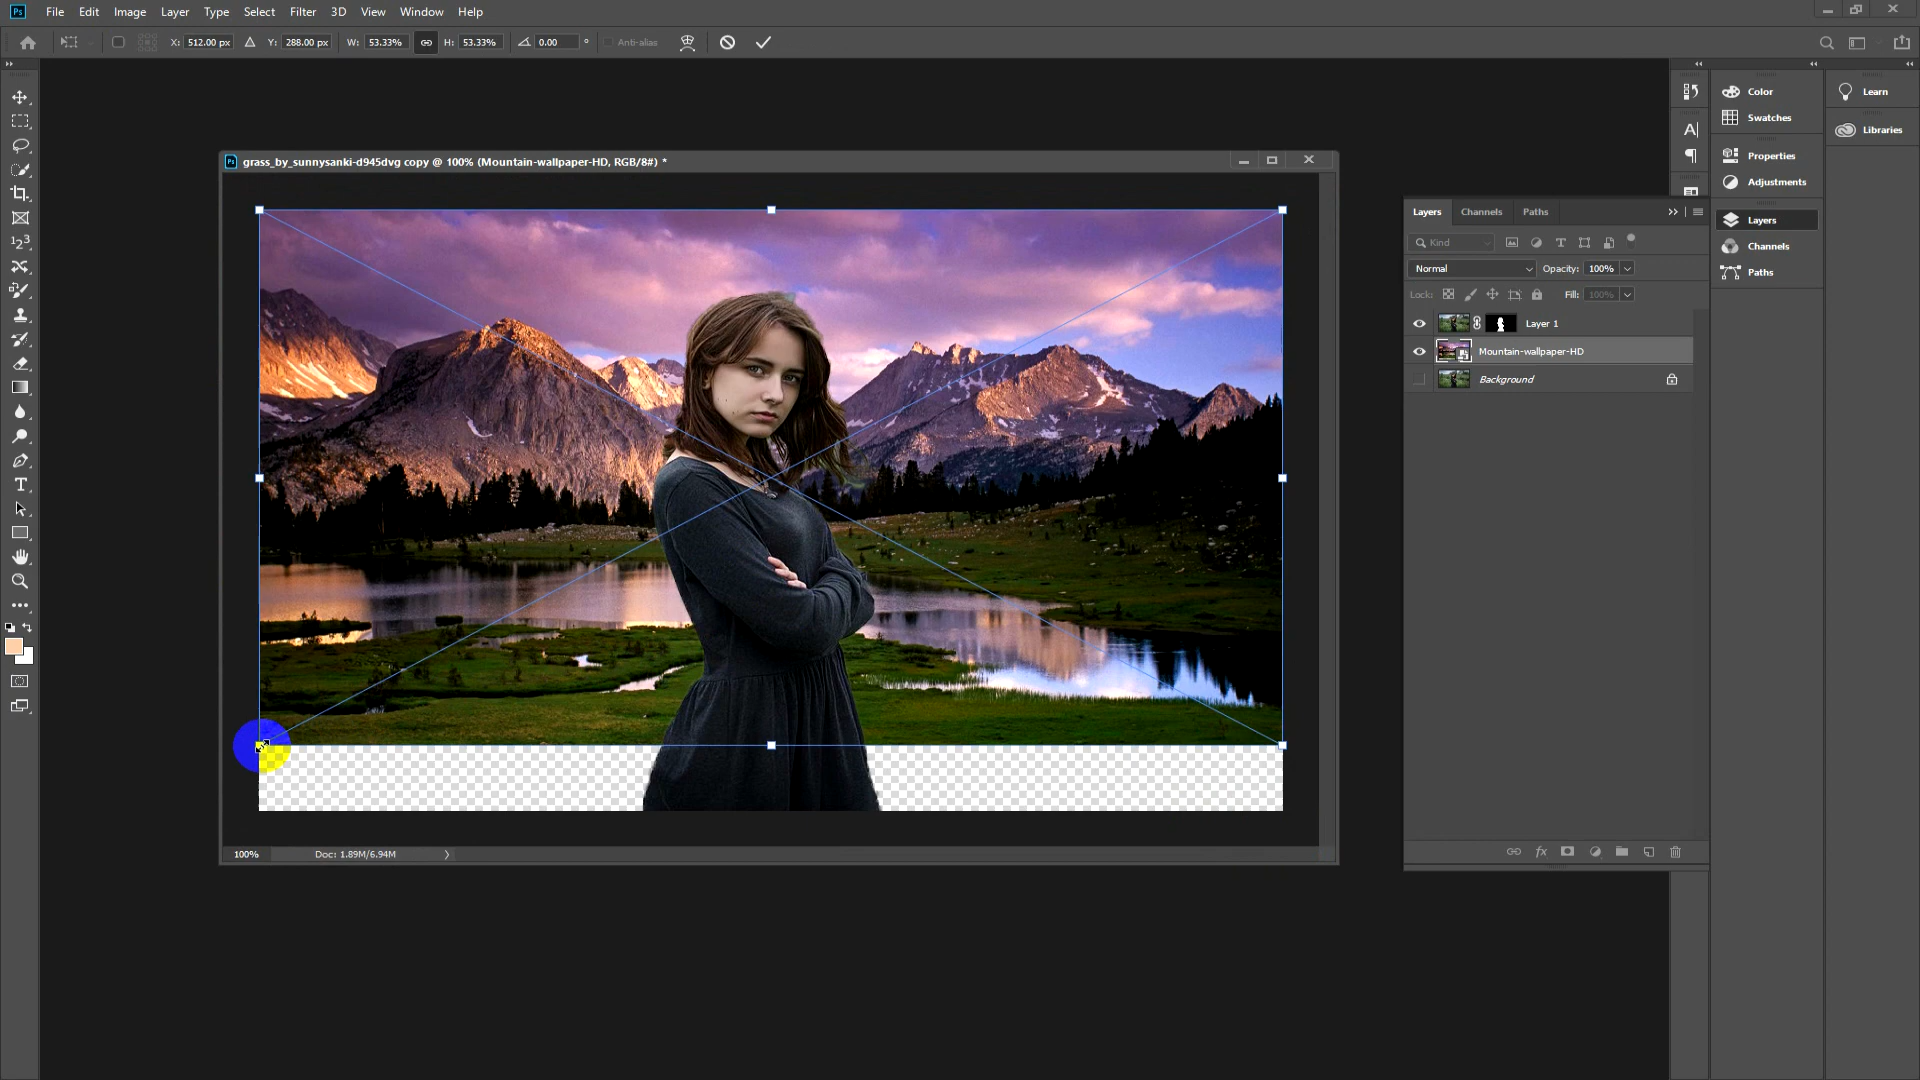 Ps File Edit Image Layer Type Select Filter 3D View Window Help
X: 512.00 px Y: 288.00 px W: 53.33% H: 53.33% 0.00 ° Anti-alias
Color
Swatches
Properties
Adjustments
Layers
Channels
Paths
Learn
Libraries
Ps grass_by_sunnysanki-d945dvg copy @ 100% (Mountain-wallpaper-HD, RGB/8#) *
Layers Channels Paths
Kind
Normal Opacity: 100%
Lock: Fill: 100%
Layer 1
Mountain-wallpaper-HD
Background
fx
100% Doc: 1.89M/6.94M